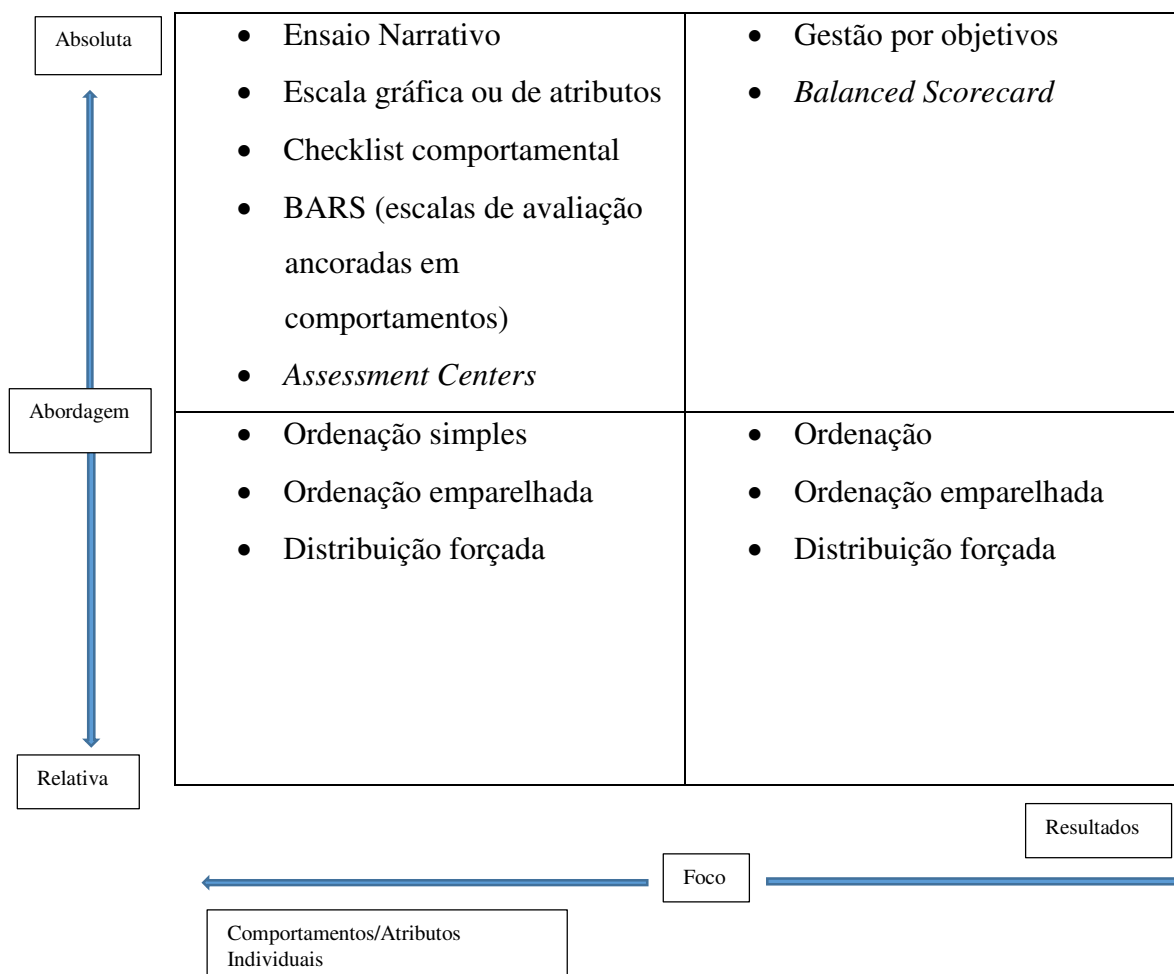 Absoluta
• Ensaio Narrativo
• Escala gráfica ou de atributos
• Checklist comportamental
• BARS (escalas de avaliação
ancoradas em
comportamentos)
• Assessment Centers
• Gestão por objetivos
• Balanced Scorecard
Abordagem
• Ordenação simples
• Ordenação emparelhada
• Distribuição forçada
• Ordenação
• Ordenação emparelhada
• Distribuição forçada
Relativa
Resultados
Foco
Comportamentos/Atributos
Individuais